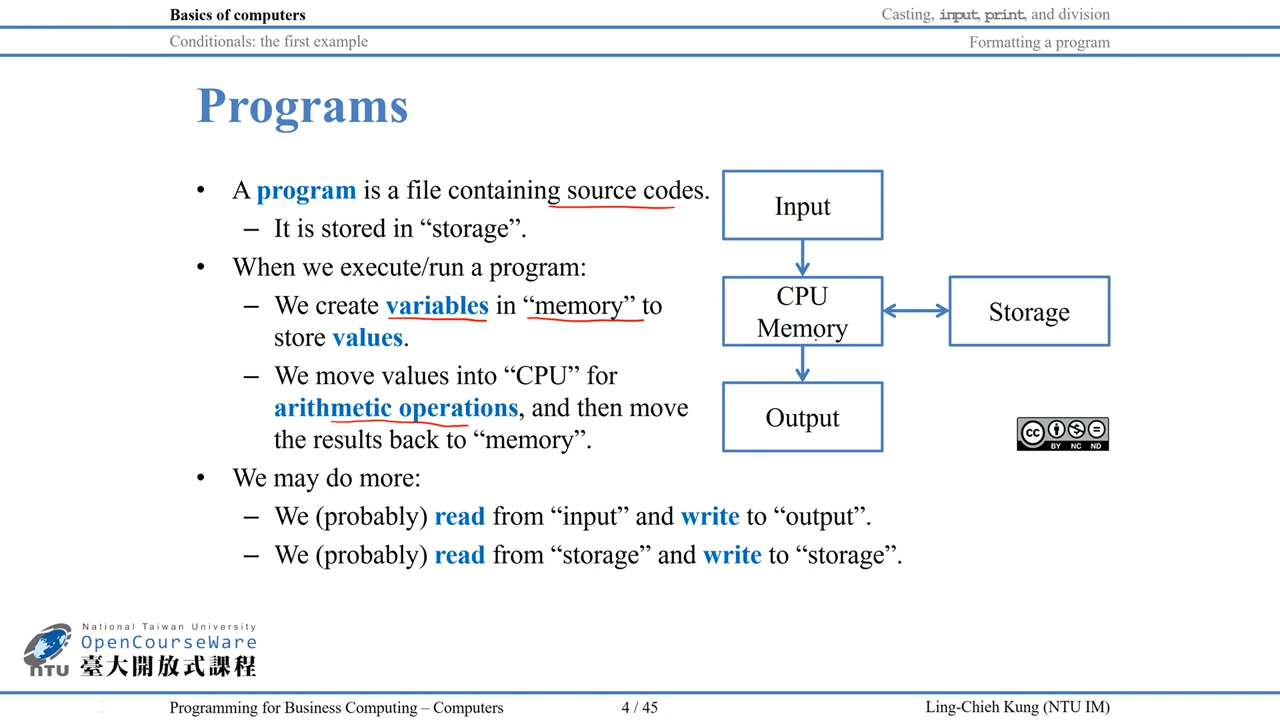 Basics of computers
Casting, input, print, and division
Conditionals: the first example
Formatting a program
Programs
• A program is a file containing source codes.
– It is stored in “storage”.
• When we execute/run a program:
– We create variables in “memory” to
store values.
– We move values into “CPU” for
arithmetic operations, and then move
the results back to “memory”.
• We may do more:
– We (probably) read from “input” and write to “output”.
– We (probably) read from “storage” and write to “storage”.
Input
CPU
Memory
Storage
Output
cc
BY NC ND
National Taiwan University
OpenCourseWare
NTU 臺大開放式課程
Programming for Business Computing – Computers
4 / 45
Ling-Chieh Kung (NTU IM)